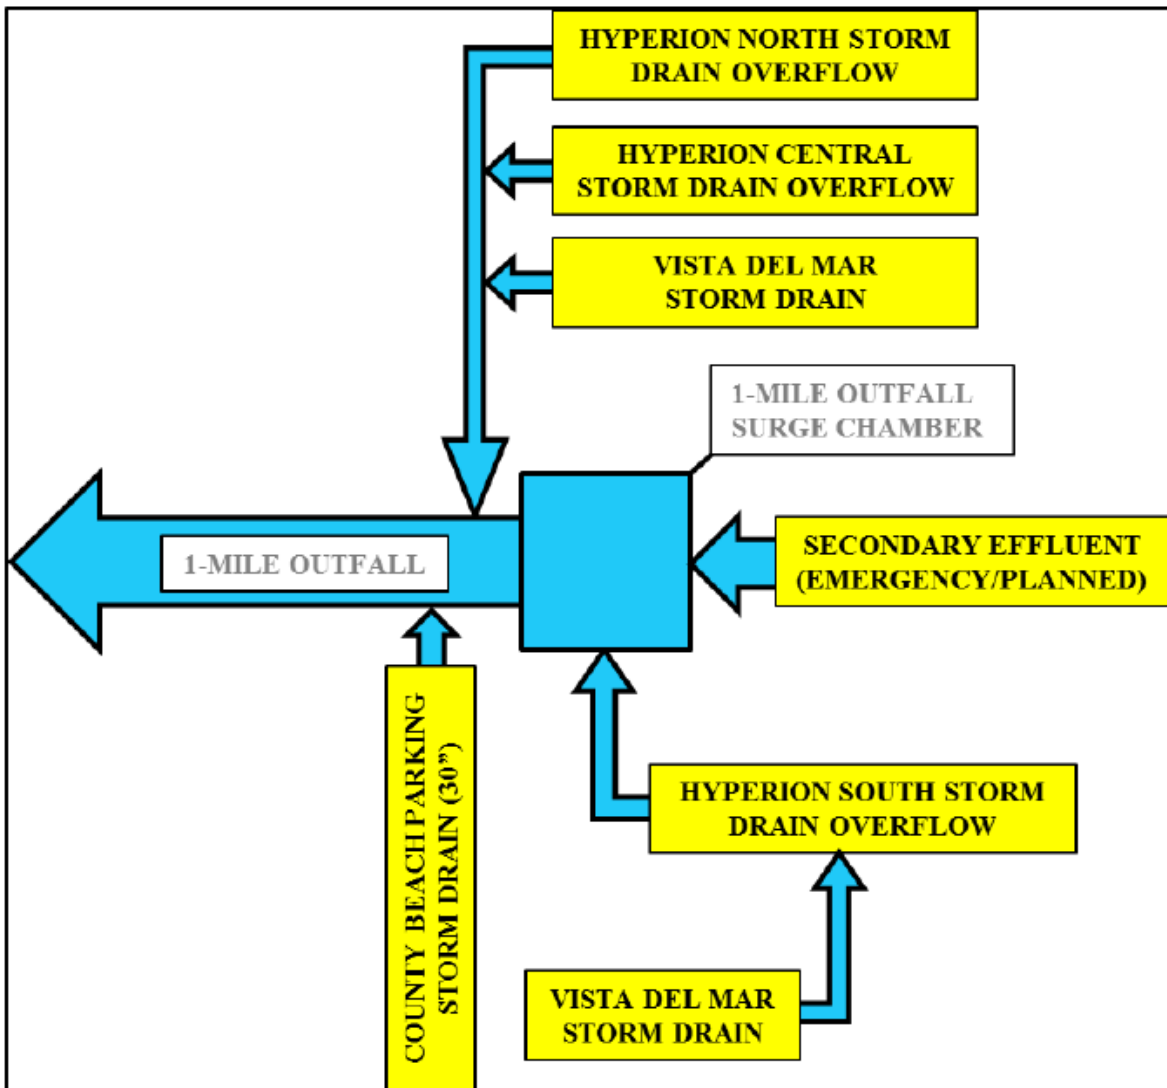 HYPERION NORTH STORM
DRAIN OVERFLOW
HYPERION CENTRAL
STORM DRAIN OVERFLOW
VISTA DEL MAR
STORM DRAIN
1-MILE OUTFALL
SURGE CHAMBER
1-MILE OUTFALL
SECONDARY EFFLUENT
(EMERGENCY/PLANNED)
COUNTY BEACH PARKING
STORM DRAIN (30”)
HYPERION SOUTH STORM
DRAIN OVERFLOW
VISTA DEL MAR
STORM DRAIN